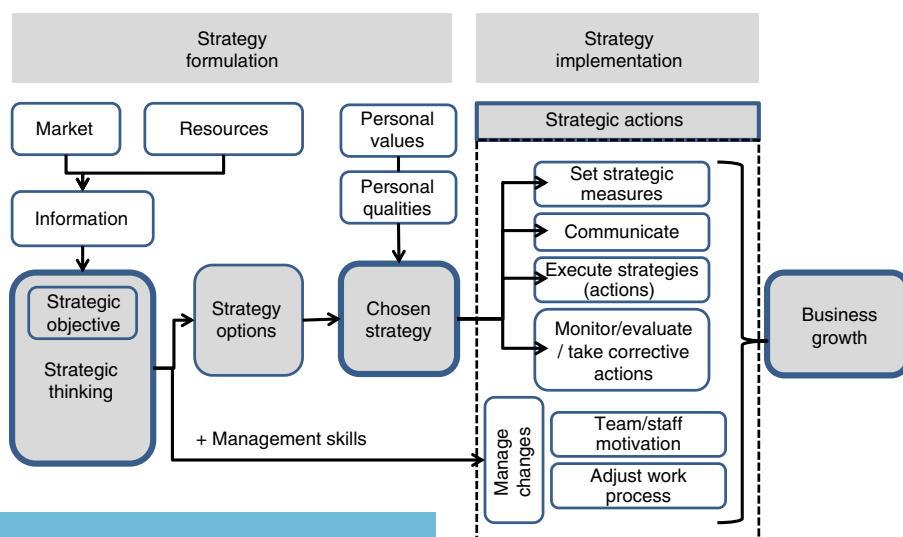 Strategy
formulation
Strategy
implementation
Market
Resources
Personal
values
Strategic actions
Information
Personal
qualities
Set strategic
measures
Communicate
Strategic
objective
Strategic
thinking
Strategy
options
Chosen
strategy
Execute strategies
(actions)
Monitor/evaluate
/ take corrective
actions
Business
growth
+ Management skills
Manage
changes
Team/staff
motivation
Adjust work
process